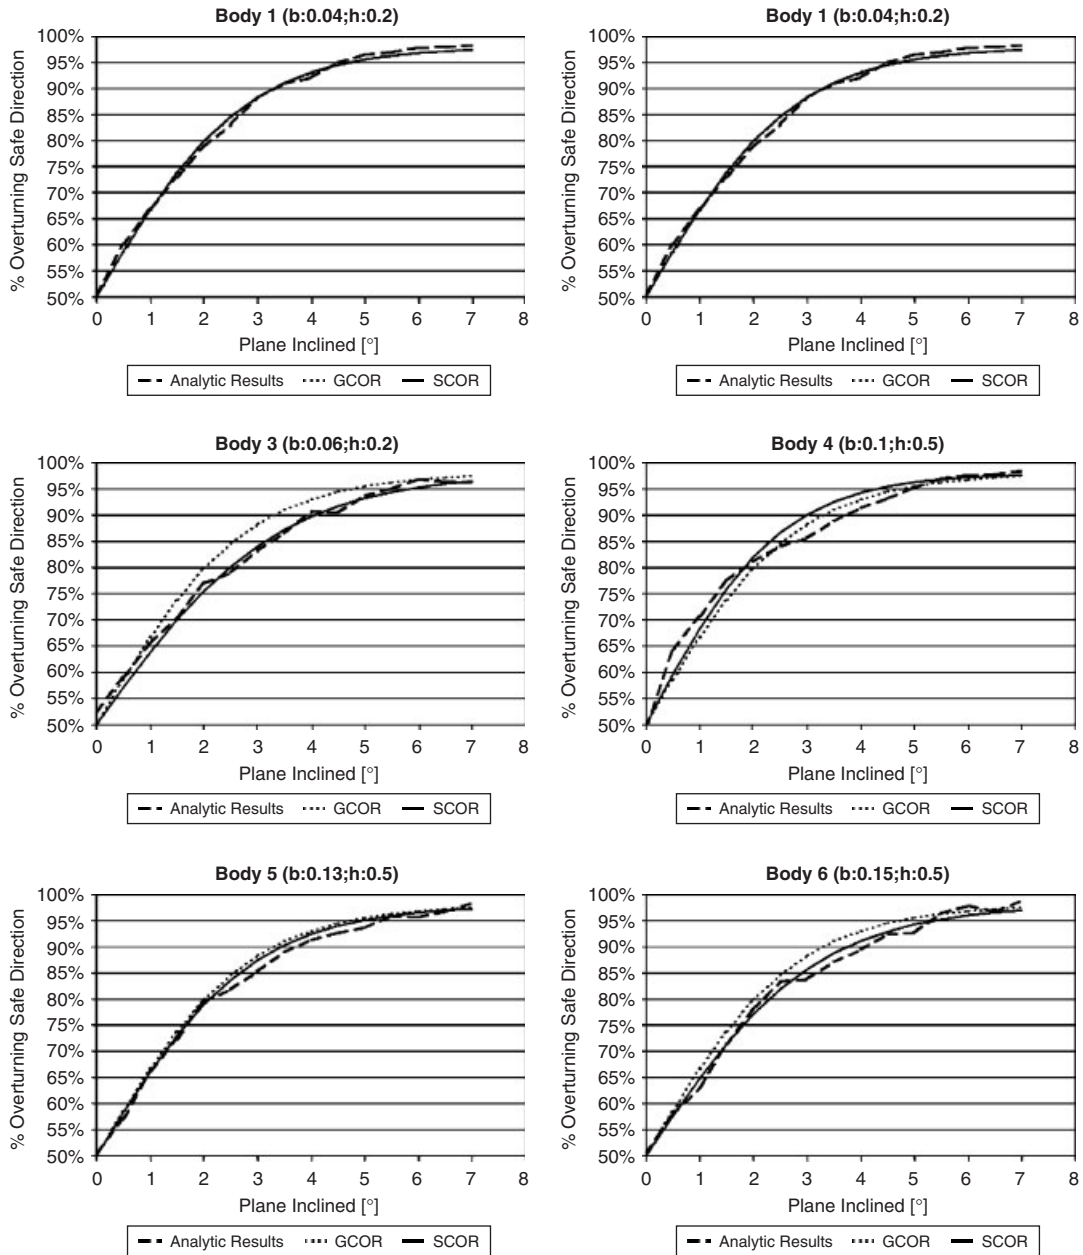 Body 1 (b:0.04;h:0.2)
% Overturning Safe Direction
100%
95%
90%
85%
80%
75%
70%
65%
60%
55%
50%
0 1 2 3 4 5 6 7 8
Plane Inclined [°]
Analytic Results GCOR SCOR
Body 1 (b:0.04;h:0.2)
% Overturning Safe Direction
100%
95%
90%
85%
80%
75%
70%
65%
60%
55%
50%
0 1 2 3 4 5 6 7 8
Plane Inclined [°]
Analytic Results GCOR SCOR
Body 3 (b:0.06;h:0.2)
% Overturning Safe Direction
100%
95%
90%
85%
80%
75%
70%
65%
60%
55%
50%
0 1 2 3 4 5 6 7 8
Plane Inclined [°]
Analytic Results GCOR SCOR
Body 4 (b:0.1;h:0.5)
% Overturning Safe Direction
100%
95%
90%
85%
80%
75%
70%
65%
60%
55%
50%
0 1 2 3 4 5 6 7 8
Plane Inclined [°]
Analytic Results GCOR SCOR
Body 5 (b:0.13;h:0.5)
% Overturning Safe Direction
100%
95%
90%
85%
80%
75%
70%
65%
60%
55%
50%
0 1 2 3 4 5 6 7 8
Plane Inclined [°]
Analytic Results GCOR SCOR
Body 6 (b:0.15;h:0.5)
% Overturning Safe Direction
100%
95%
90%
85%
80%
75%
70%
65%
60%
55%
50%
0 1 2 3 4 5 6 7 8
Plane Inclined [°]
Analytic Results GCOR SCOR